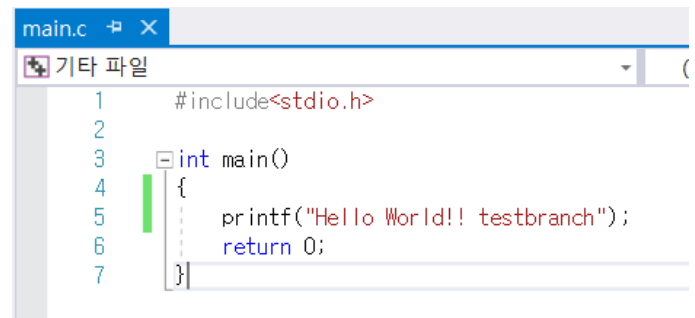 main.c
기타 파일
1 #include<stdio.h>
2
3 int main()
4 {
5 printf("Hello World!! testbranch");
6 return 0;
7 }